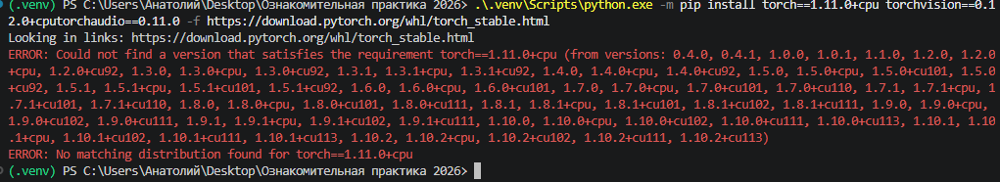 (.venv) PS C:\Users\Анатолий\Desktop\Ознакомительная практика 2026> .\.venv\Scripts\python.exe -m pip install torch==1.11.0+cpu torchvision==0.1
2.0+cputorchaudio==0.11.0 -f https://download.pytorch.org/whl/torch_stable.html
Looking in links: https://download.pytorch.org/whl/torch_stable.html
ERROR: Could not find a version that satisfies the requirement torch==1.11.0+cpu (from versions: 0.4.0, 0.4.1, 1.0.0, 1.0.1, 1.1.0, 1.2.0, 1.2.0
+cpu, 1.2.0+cu92, 1.3.0, 1.3.0+cpu, 1.3.0+cu92, 1.3.1, 1.3.1+cpu, 1.3.1+cu92, 1.4.0, 1.4.0+cpu, 1.4.0+cu92, 1.5.0, 1.5.0+cpu, 1.5.0+cu101, 1.5.0
+cu92, 1.5.1, 1.5.1+cpu, 1.5.1+cu101, 1.5.1+cu92, 1.6.0, 1.6.0+cpu, 1.6.0+cu101, 1.7.0, 1.7.0+cpu, 1.7.0+cu101, 1.7.0+cu110, 1.7.1, 1.7.1+cpu, 1
.7.1+cu101, 1.7.1+cu110, 1.8.0, 1.8.0+cpu, 1.8.0+cu101, 1.8.0+cu111, 1.8.1, 1.8.1+cpu, 1.8.1+cu101, 1.8.1+cu102, 1.8.1+cu111, 1.9.0, 1.9.0+cpu, 
1.9.0+cu102, 1.9.0+cu111, 1.9.1, 1.9.1+cpu, 1.9.1+cu102, 1.9.1+cu111, 1.10.0, 1.10.0+cpu, 1.10.0+cu102, 1.10.0+cu111, 1.10.0+cu113, 1.10.1, 1.10
.1+cpu, 1.10.1+cu102, 1.10.1+cu111, 1.10.1+cu113, 1.10.2, 1.10.2+cpu, 1.10.2+cu102, 1.10.2+cu111, 1.10.2+cu113)
ERROR: No matching distribution found for torch==1.11.0+cpu
(.venv) PS C:\Users\Анатолий\Desktop\Ознакомительная практика 2026>